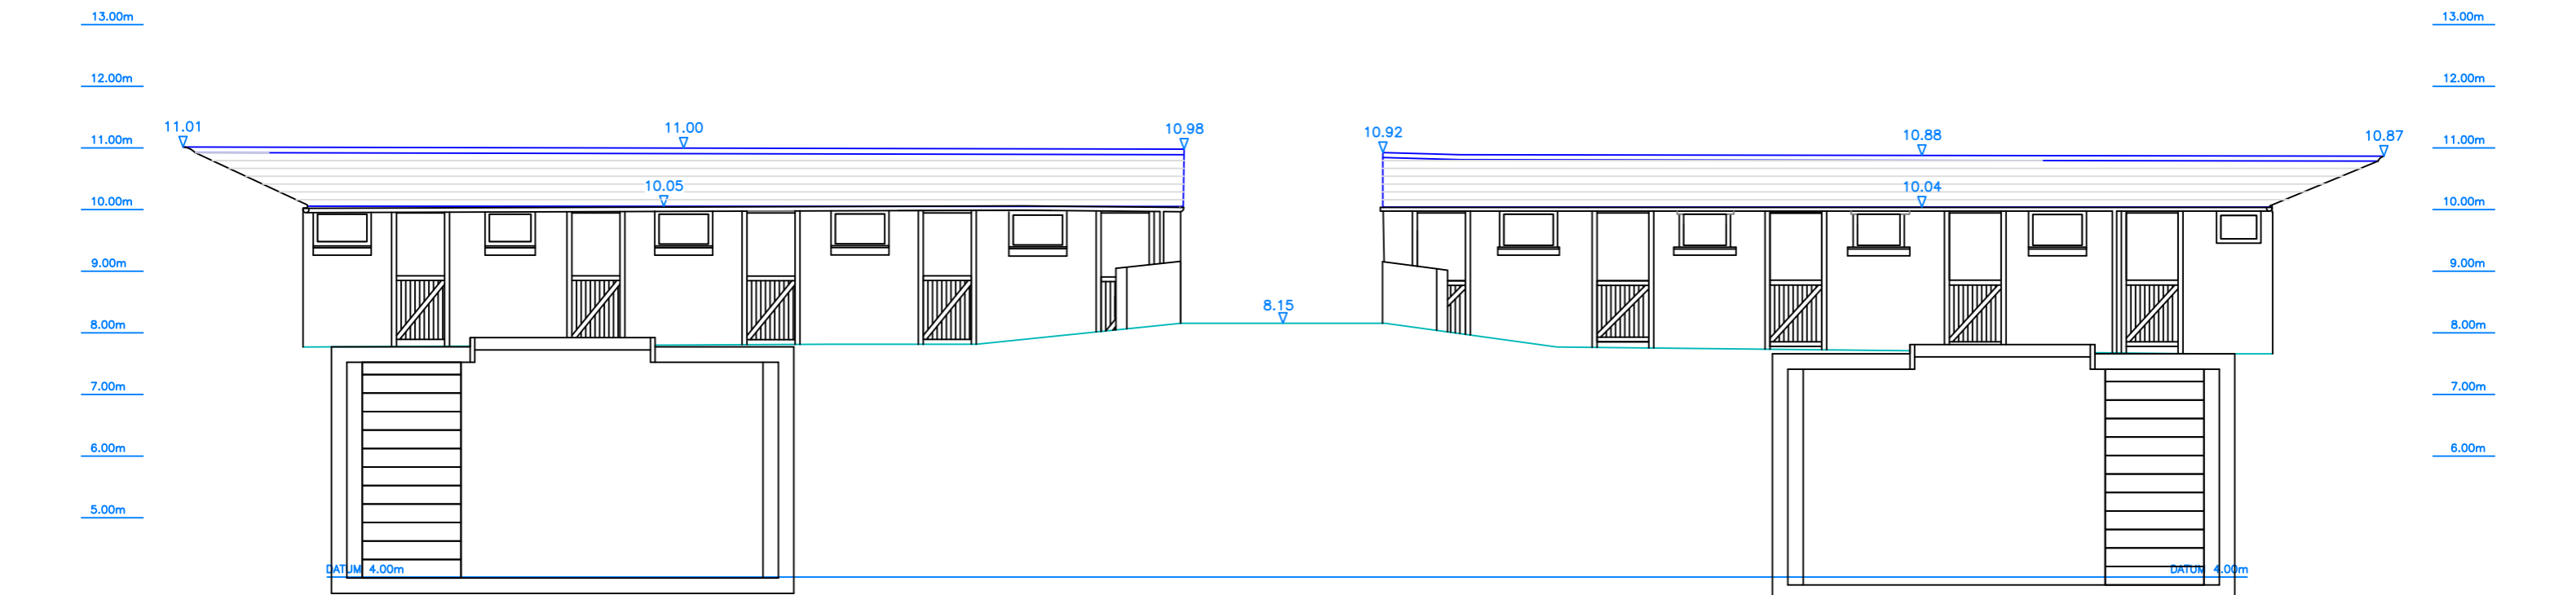 13.00m 13.00m
12.00m 12.00m
11.01 11.00 10.98 10.92 10.88 10.87
11.00m 11.00m
10.05 10.04
10.00m 10.00m
9.00m 9.00m
8.15
8.00m 8.00m
7.00m 7.00m
6.00m 6.00m
5.00m
DATUM 4.00m DATUM 4.00m